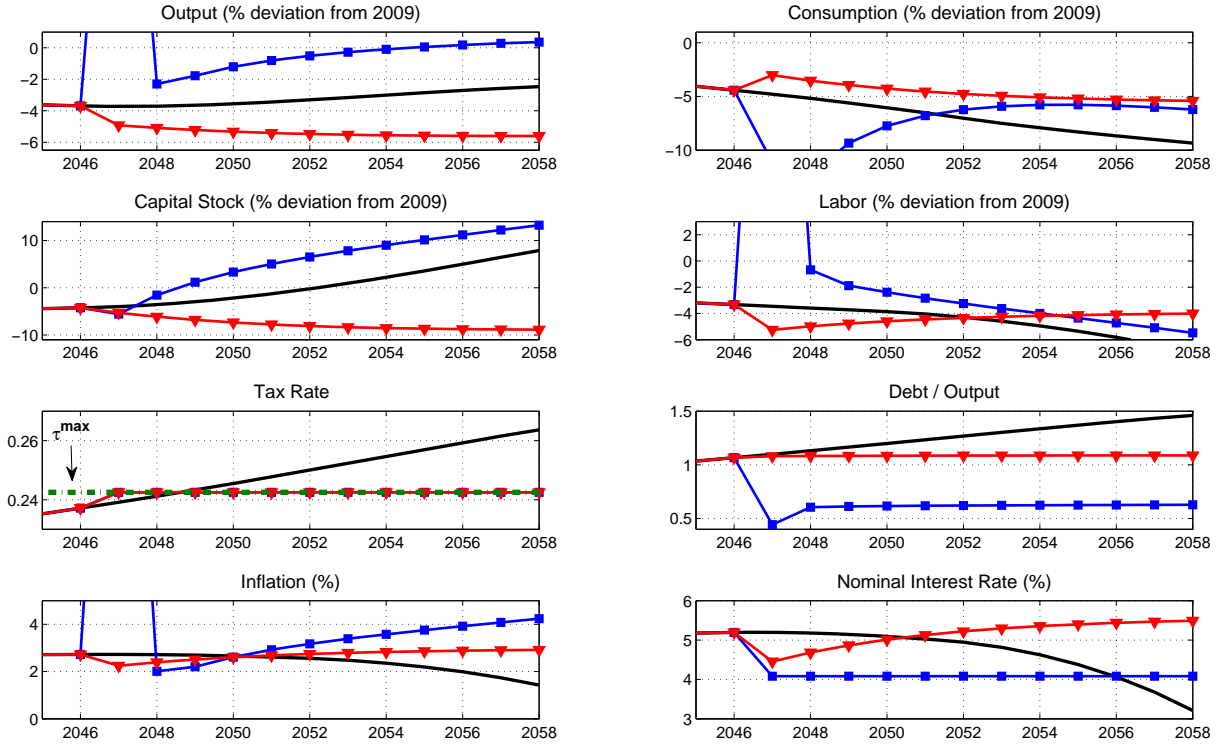 Output (% deviation from 2009)
0
−2
−4
−6
2046 2048 2050 2052 2054 2056 2058
Consumption (% deviation from 2009)
0
−5
−10
2046 2048 2050 2052 2054 2056 2058
Capital Stock (% deviation from 2009)
10
0
−10
2046 2048 2050 2052 2054 2056 2058
Labor (% deviation from 2009)
2
0
−2
−4
−6
2046 2048 2050 2052 2054 2056 2058
Tax Rate
τmax
0.26
0.24
2046 2048 2050 2052 2054 2056 2058
Debt / Output
1.5
1
0.5
2046 2048 2050 2052 2054 2056 2058
Inflation (%)
4
2
0
2046 2048 2050 2052 2054 2056 2058
Nominal Interest Rate (%)
6
5
4
3
2046 2048 2050 2052 2054 2056 2058